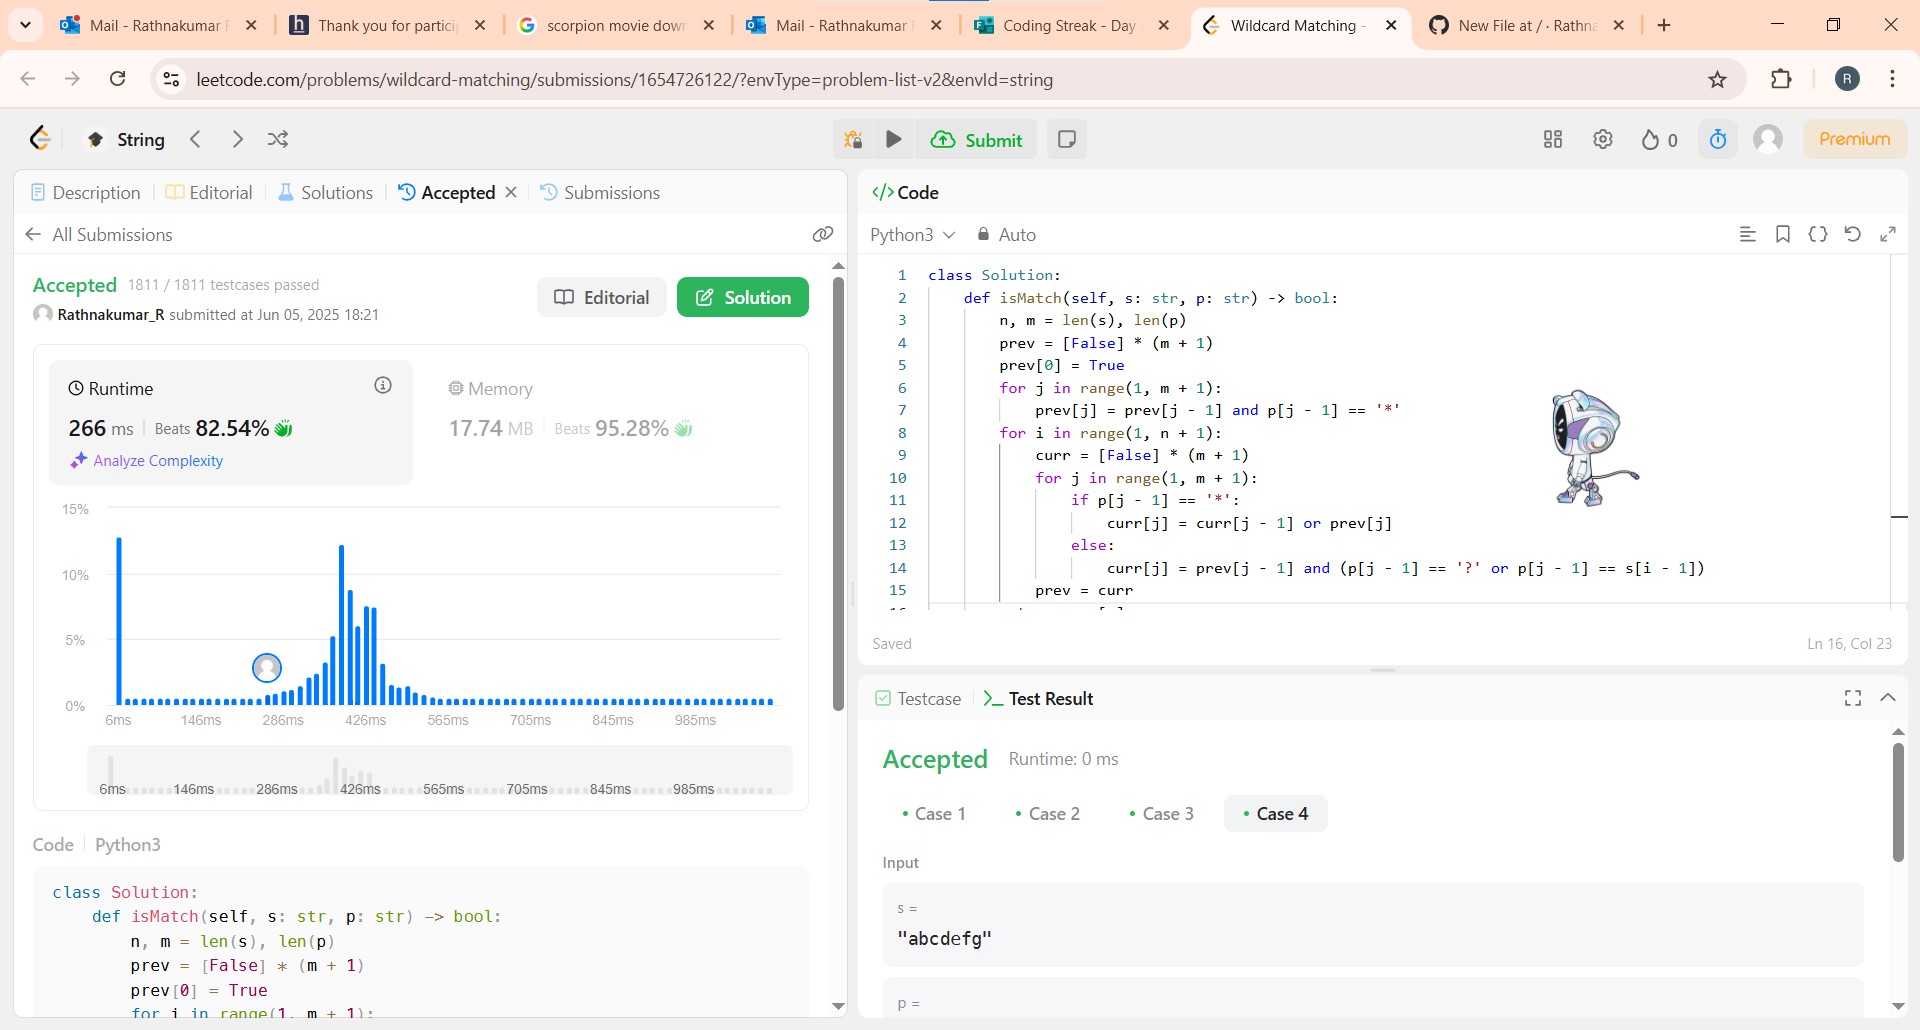 Mail - Rathnakumar R
Thank you for particip
scorpion movie down
Mail - Rathnakumar
Coding Streak - Day
Wildcard Matching -
New File at / · Rathna
leetcode.com/problems/wildcard-matching/submissions/1654726122/?envType=problem-list-v2&envId=string
R
String
Submit
0
Premium
Description
Editorial
Solutions
Accepted
Submissions
All Submissions
Accepted 1811 / 1811 testcases passed
Rathnakumar_R submitted at Jun 05, 2025 18:21
Editorial
Solution
Runtime
266 ms Beats 82.54%
Analyze Complexity
Memory
17.74 MB Beats 95.28%
15%
10%
5%
0%
6ms 146ms 286ms 426ms 565ms 705ms 845ms 985ms
6ms 146ms 286ms 426ms 565ms 705ms 845ms 985ms
Code Python3
class Solution:
def isMatch(self, s: str, p: str) -> bool:
n, m = len(s), len(p)
prev = [False] * (m + 1)
prev[0] = True
for j in range(1, m + 1):
</> Code
Python3 Auto
1 class Solution:
2 def isMatch(self, s: str, p: str) -> bool:
3 n, m = len(s), len(p)
4 prev = [False] * (m + 1)
5 prev[0] = True
6 for j in range(1, m + 1):
7 prev[j] = prev[j - 1] and p[j - 1] == '*'
8 for i in range(1, n + 1):
9 curr = [False] * (m + 1)
10 for j in range(1, m + 1):
11 if p[j - 1] == '*':
12 curr[j] = curr[j - 1] or prev[j]
13 else:
14 curr[j] = prev[j - 1] and (p[j - 1] == '?' or p[j - 1] == s[i - 1])
15 prev = curr
Saved
Ln 16, Col 23
Testcase
Test Result
Accepted Runtime: 0 ms
Case 1
Case 2
Case 3
Case 4
Input
s =
"abcdefg"
p =